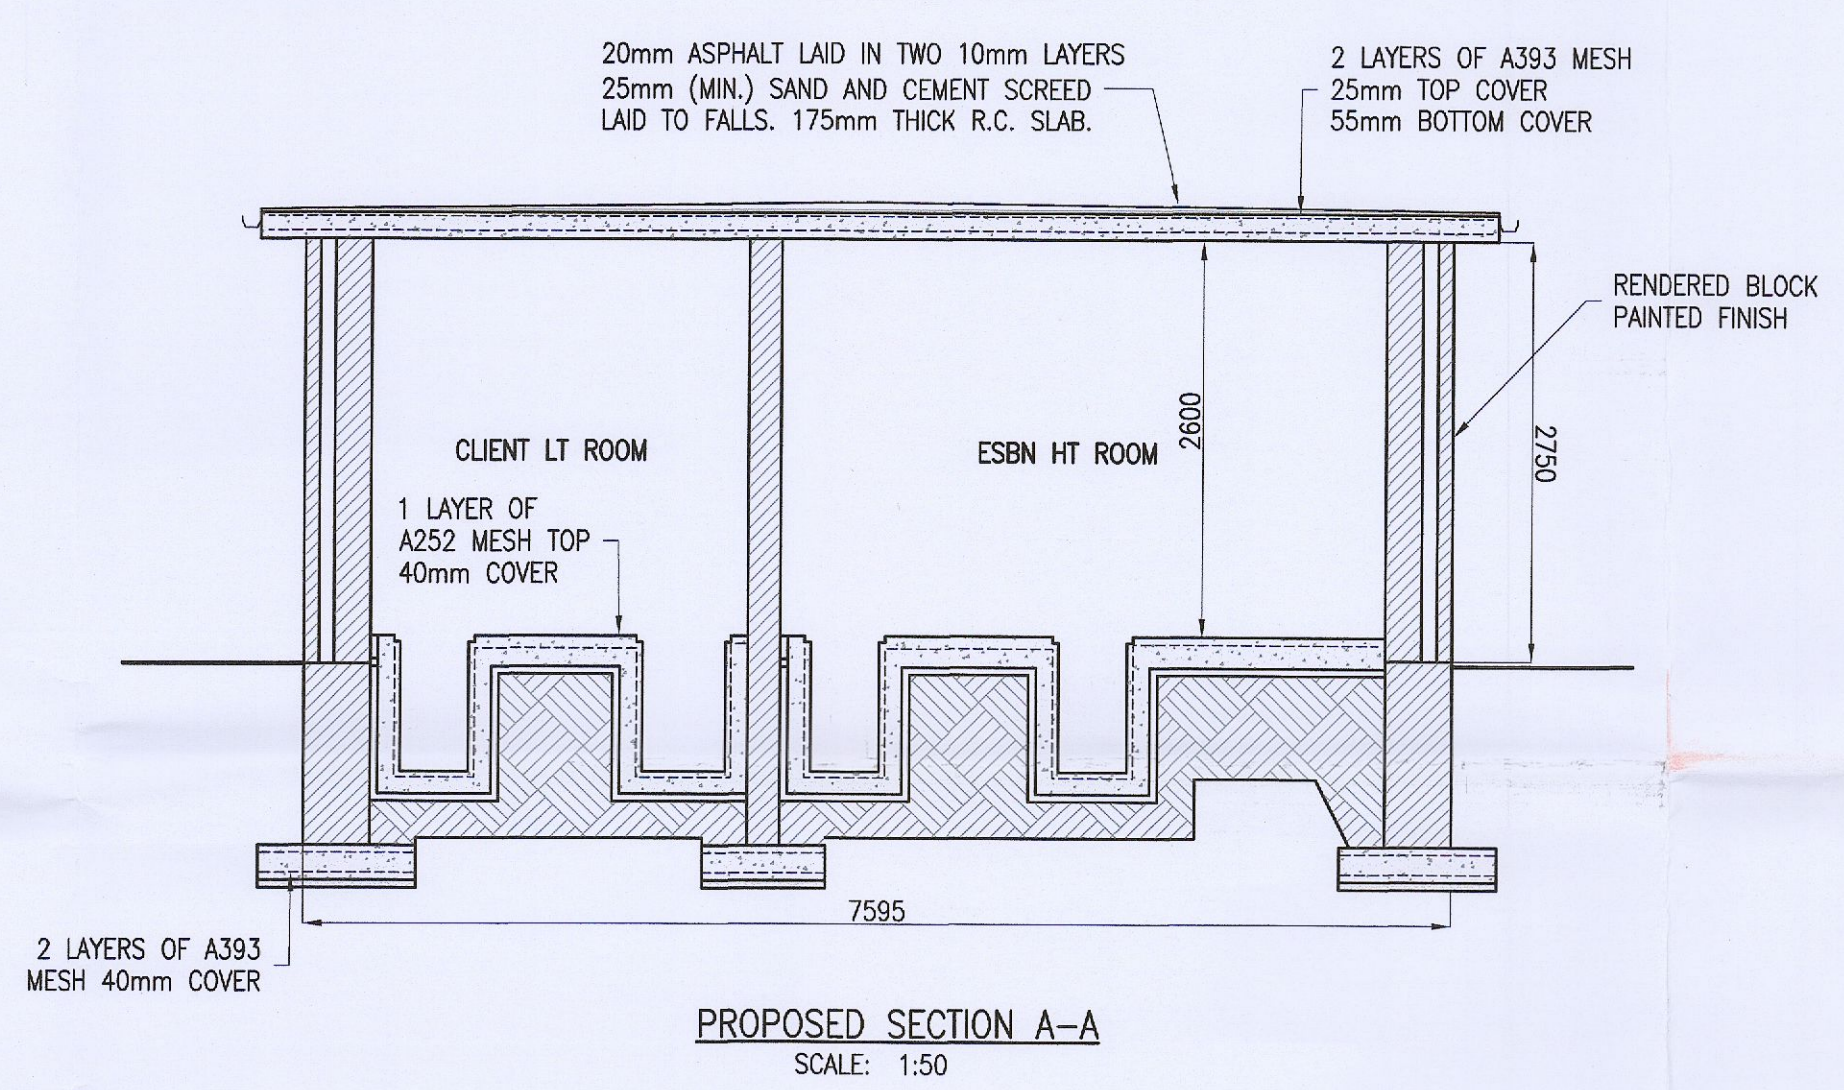 20mm ASPHALT LAID IN TWO 10mm LAYERS
25mm (MIN.) SAND AND CEMENT SCREED
LAID TO FALLS. 175mm THICK R.C. SLAB.
2 LAYERS OF A393 MESH
25mm TOP COVER
55mm BOTTOM COVER
RENDERED BLOCK
PAINTED FINISH
CLIENT LT ROOM
ESBN HT ROOM
2600
2750
1 LAYER OF
A252 MESH TOP
40mm COVER
7595
2 LAYERS OF A393
MESH 40mm COVER
PROPOSED SECTION A-A
SCALE: 1:50